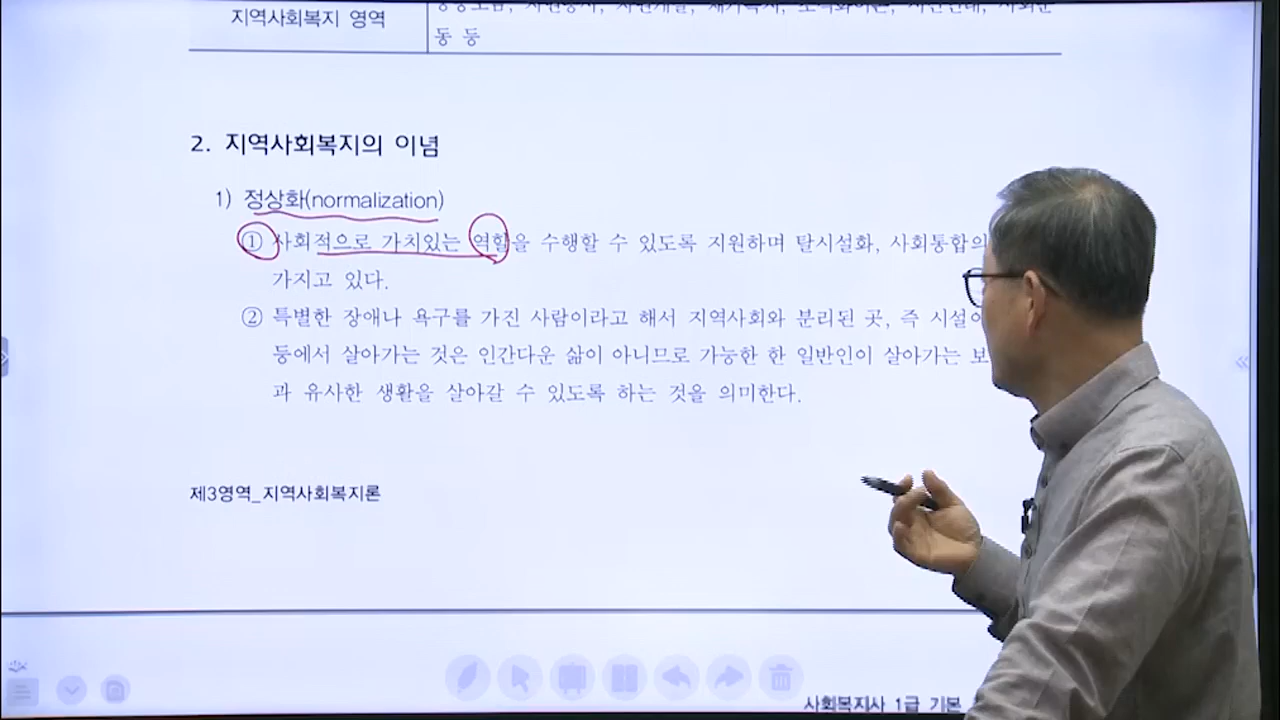 지역사회복지 영역
동 등
2. 지역사회복지의 이념
1) 정상화(normalization)
① 사회적으로 가치있는 역할을 수행할 수 있도록 지원하며 탈시설화, 사회통합의
가지고 있다.
② 특별한 장애나 욕구를 가진 사람이라고 해서 지역사회와 분리된 곳, 즉 시설이
등에서 살아가는 것은 인간다운 삶이 아니므로 가능한 한 일반인이 살아가는 보
과 유사한 생활을 살아갈 수 있도록 하는 것을 의미한다.
제3영역_지역사회복지론
사회복지사 1급 기본